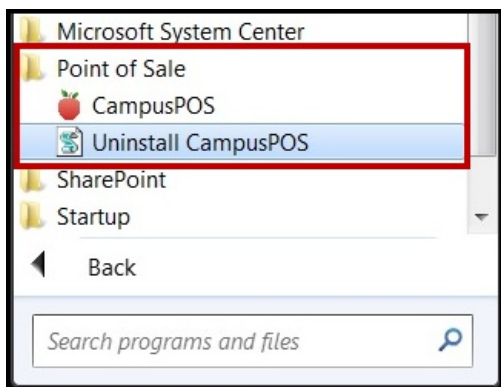 Microsoft System Center
Point of Sale
CampusPOS
Uninstall CampusPOS
SharePoint
Startup
Back
Search programs and files